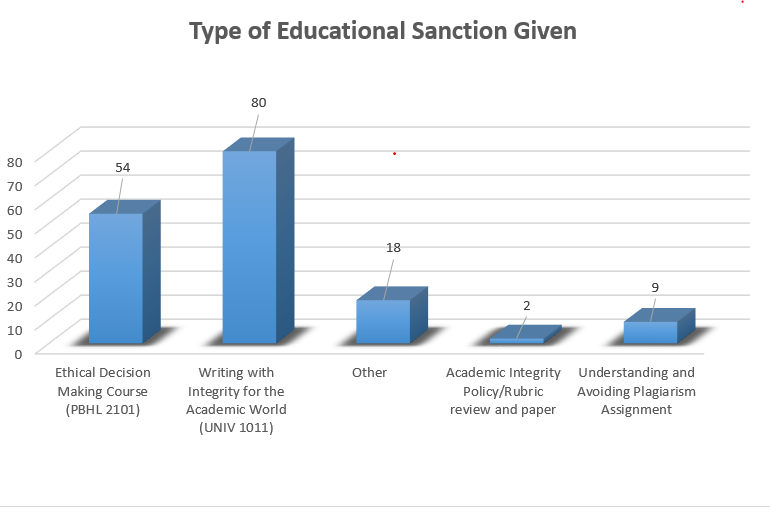 Type of Educational Sanction Given
80
54
18
2
9
80
70
60
50
40
30
20
10
0
Ethical Decision
Making Course
(PBHL 2101)
Writing with
Integrity for the
Academic World
(UNIV 1011)
Other
Academic Integrity
Policy/Rubric
review and paper
Understanding and
Avoiding Plagiarism
Assignment